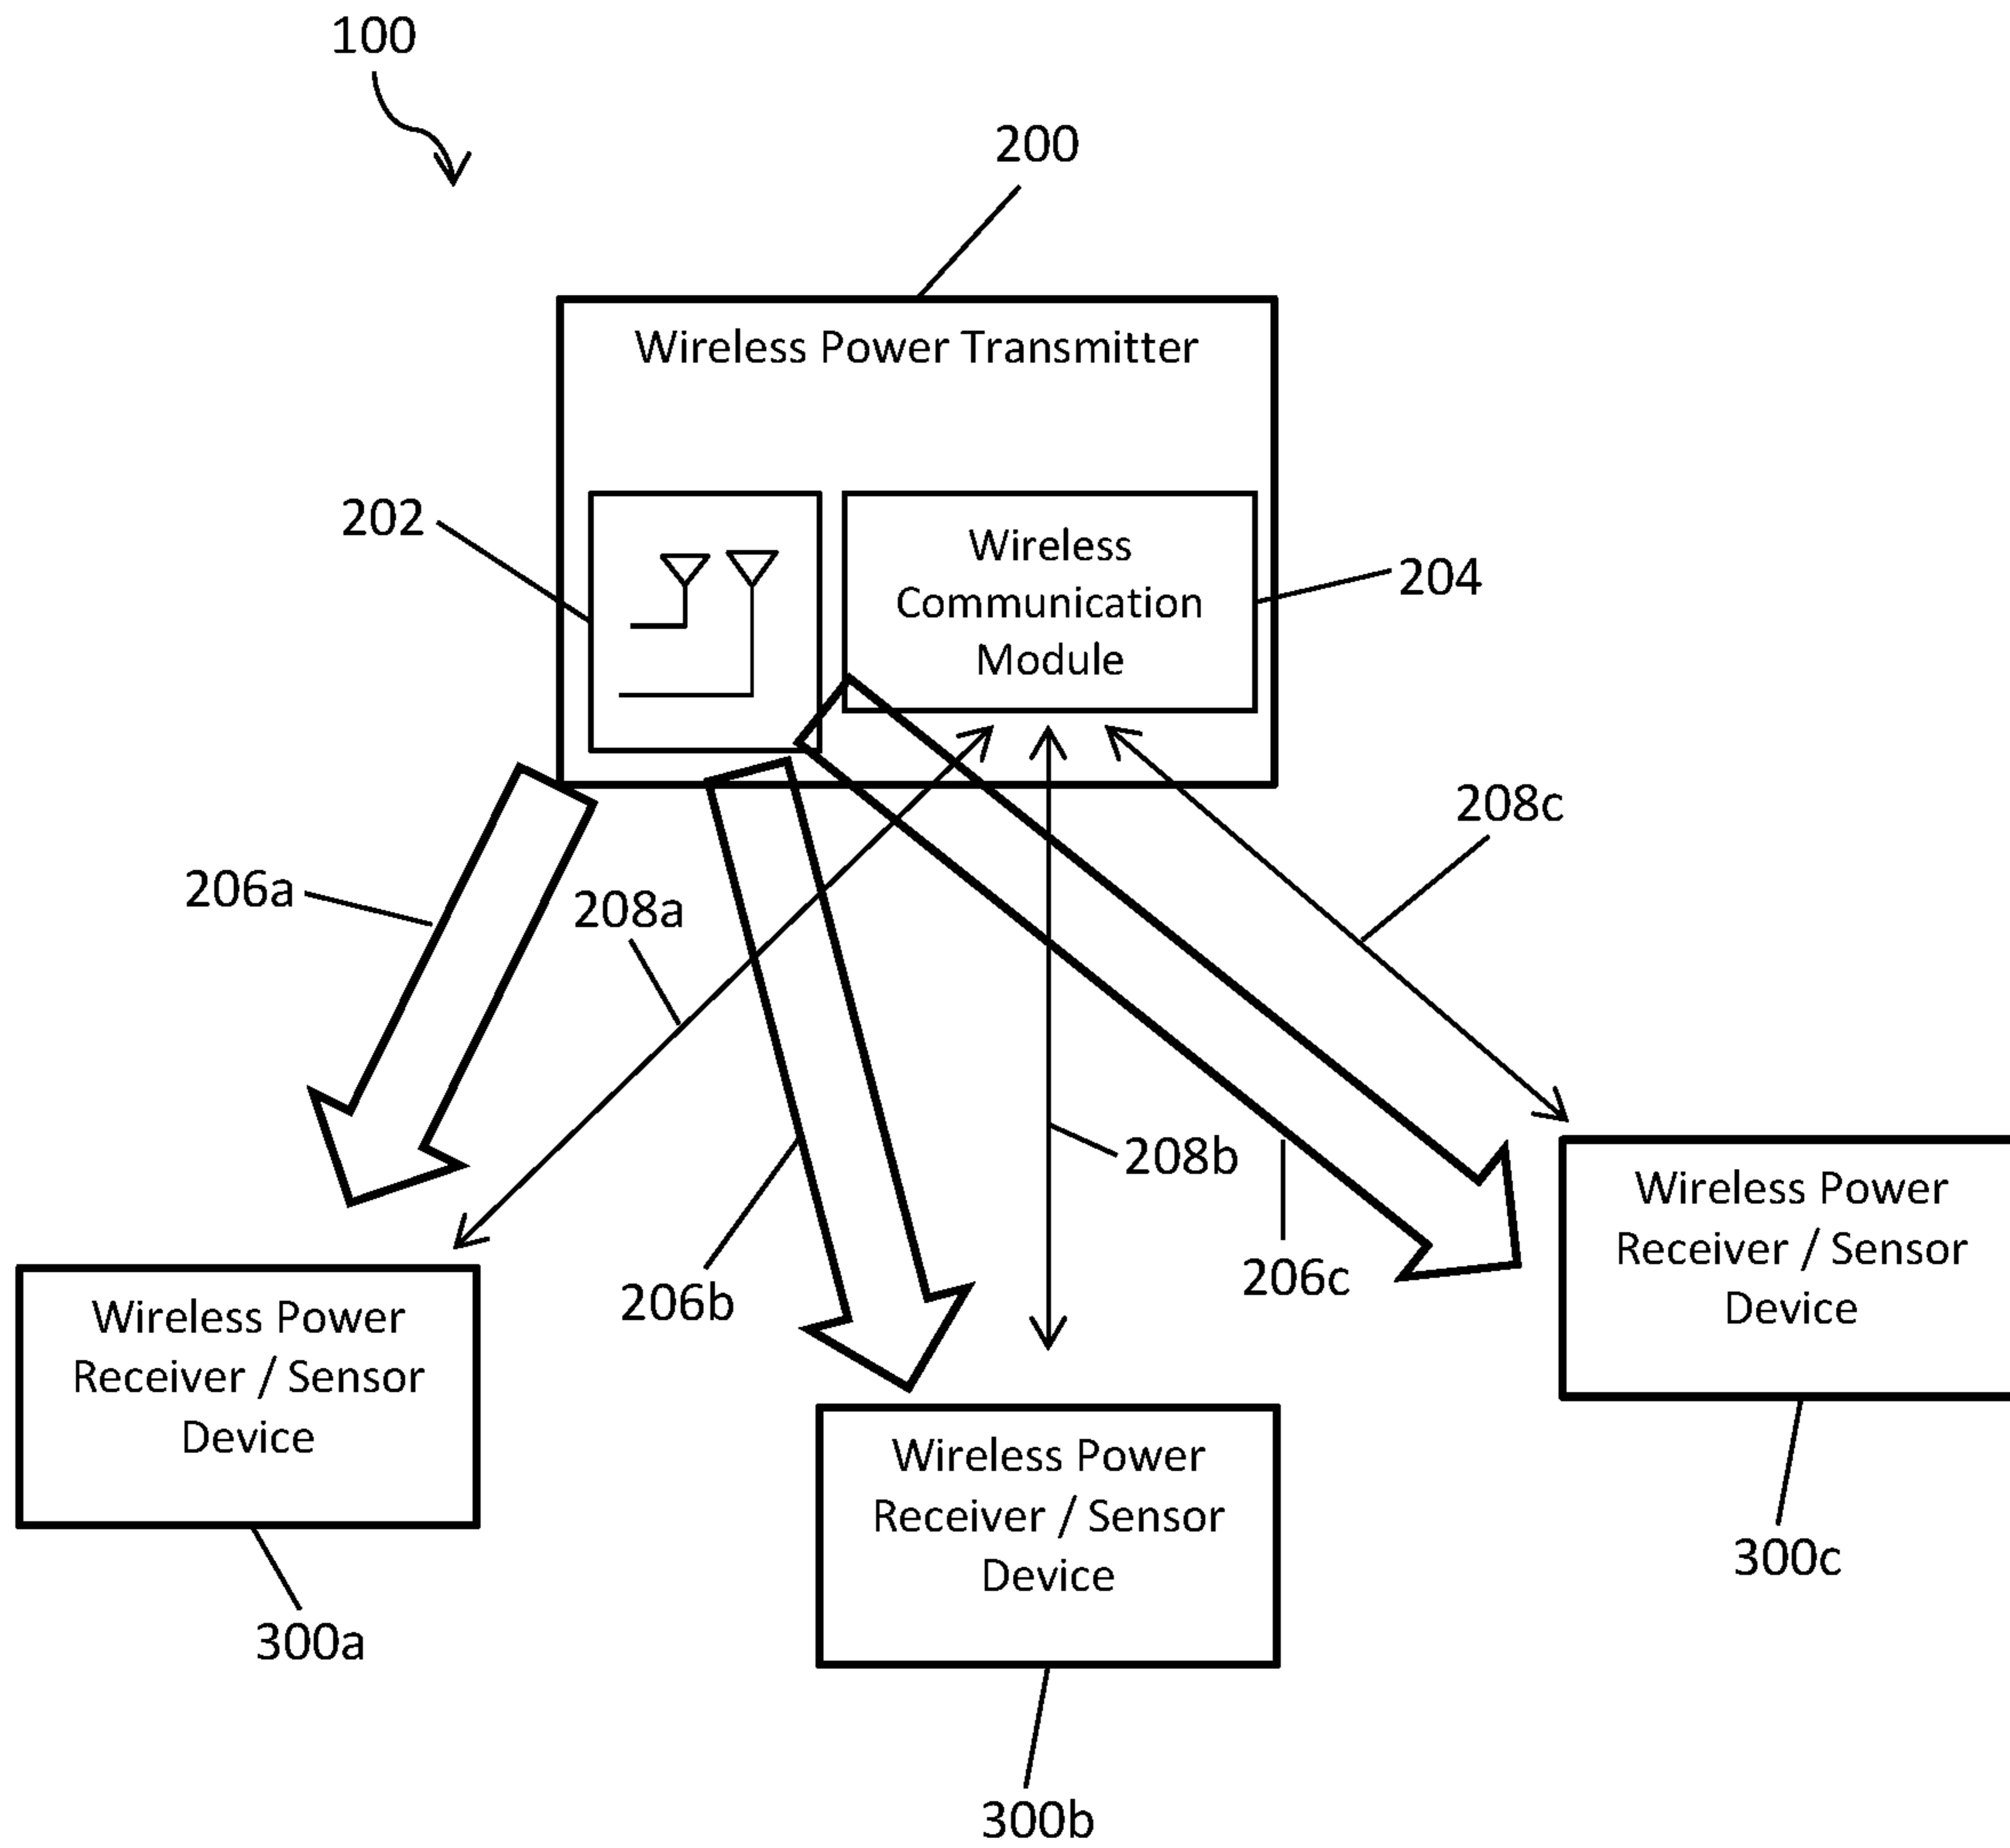 100
200
Wireless Power Transmitter
202
Wireless
Communication
Module
204
208c
206a
208a
208b
206b
206c
Wireless Power
Receiver / Sensor
Device
Wireless Power
Receiver / Sensor
Device
Wireless Power
Receiver / Sensor
Device
300a
300b
300c